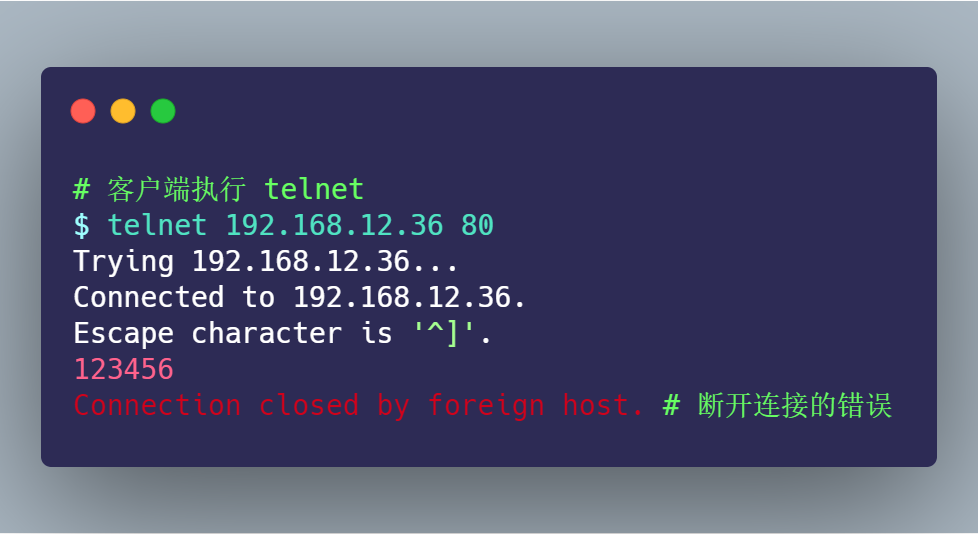 # 客户端执行 telnet
$ telnet 192.168.12.36 80
Trying 192.168.12.36...
Connected to 192.168.12.36.
Escape character is '^]'.
123456
Connection closed by foreign host. # 断开连接的错误